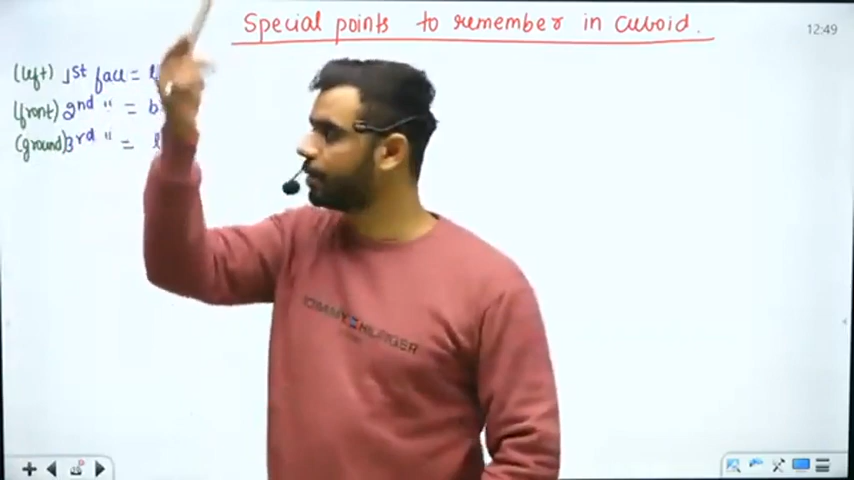 Special points to remember in cuboid.
12:49
(left) 1st face = l
(front) 2nd " = b
(ground) 3rd " = l
TOMMY HILFIGER